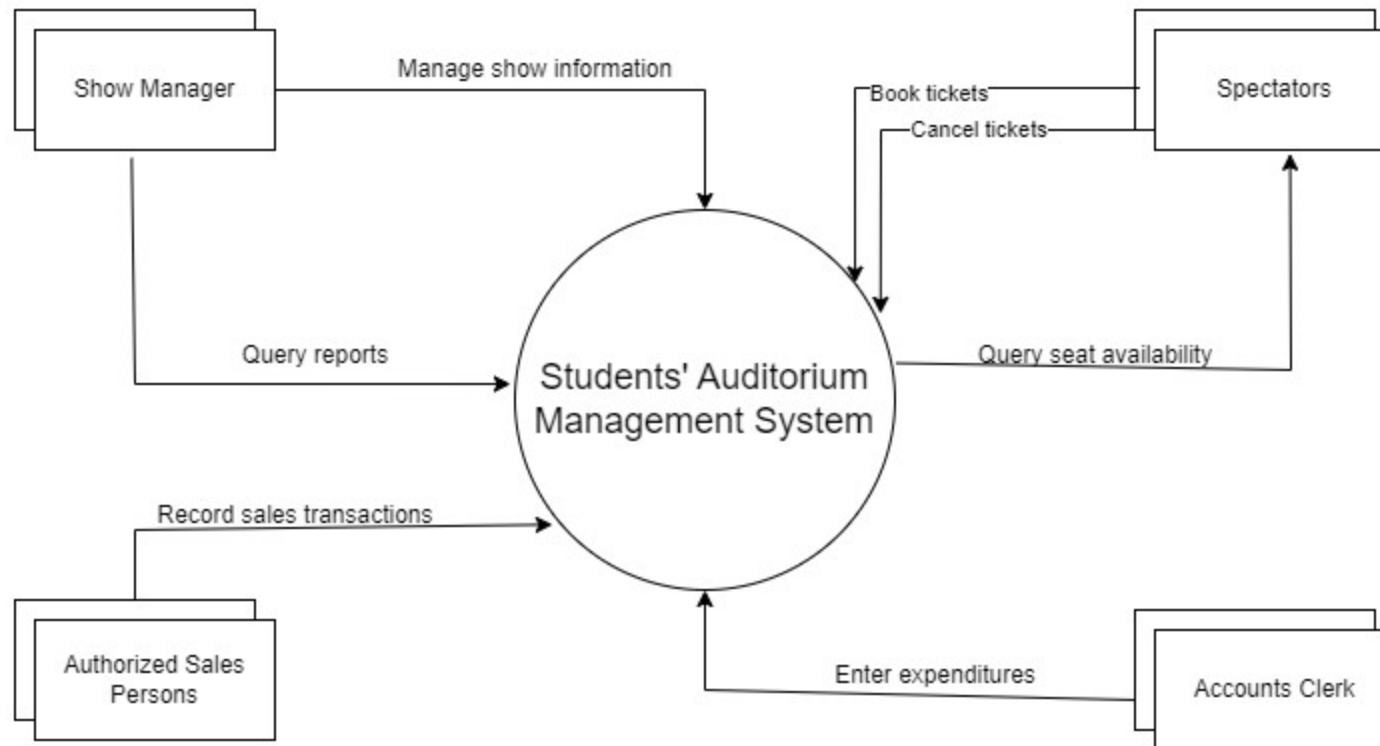 Show Manager
Manage show information
Spectators
Book tickets
Cancel tickets
Query reports
Query seat availability
Students' Auditorium
Management System
Record sales transactions
Authorized Sales
Persons
Enter expenditures
Accounts Clerk